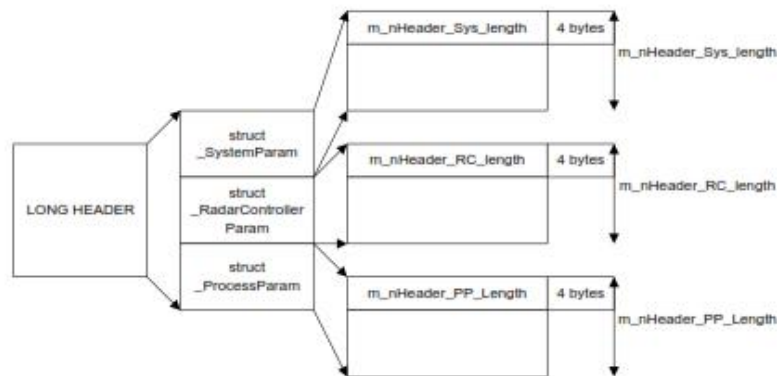 m_nHeader_Sys_length
4 bytes
m_nHeader_Sys_length
struct
_SystemParam
m_nHeader_RC_length
4 bytes
m_nHeader_RC_length
LONG HEADER
struct
_RadarController
Param
struct
_ProcessParam
m_nHeader_PP_Length
4 bytes
m_nHeader_PP_Length